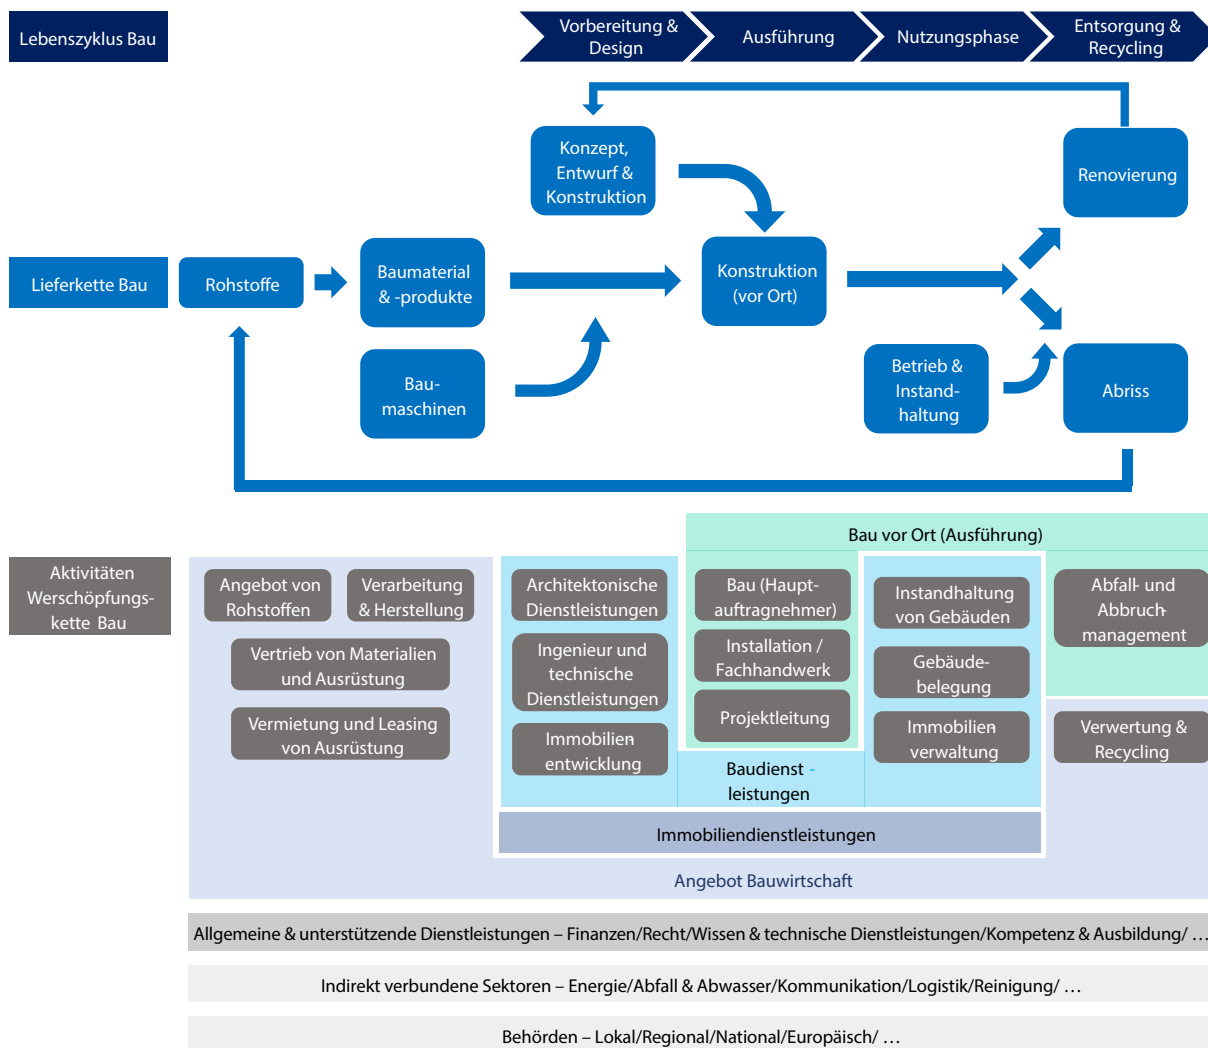 Lebenszyklus Bau
Vorbereitung &
Design
Ausführung
Nutzungsphase
Entsorgung &
Recycling
Konzept,
Entwurf &
Konstruktion
Renovierung
Lieferkette Bau
Rohstoffe
Baumaterial
& -produkte
Konstruktion
(vor Ort)
Bau-
maschinen
Betrieb &
Instand-
haltung
Abriss
Bau vor Ort (Ausführung)
Aktivitäten
Werschöpfungs-
kette Bau
Angebot von
Rohstoffen
Verarbeitung
& Herstellung
Vertrieb von Materialien
und Ausrüstung
Vermietung und Leasing
von Ausrüstung
Architektonische
Dienstleistungen
Ingenieur und
technische
Dienstleistungen
Immobilien
entwicklung
Bau (Haupt-
auftragnehmer)
Installation /
Fachhandwerk
Projektleitung
Instandhaltung
von Gebäuden
Gebäude-
belegung
Immobilien
verwaltung
Abfall- und
Abbruch
management
Verwertung &
Recycling
Baudienst -
leistungen
Immobiliendienstleistungen
Angebot Bauwirtschaft
Allgemeine & unterstützende Dienstleistungen – Finanzen/Recht/Wissen & technische Dienstleistungen/Kompetenz & Ausbildung/ …
Indirekt verbundene Sektoren – Energie/Abfall & Abwasser/Kommunikation/Logistik/Reinigung/ …
Behörden – Lokal/Regional/National/Europäisch/ …